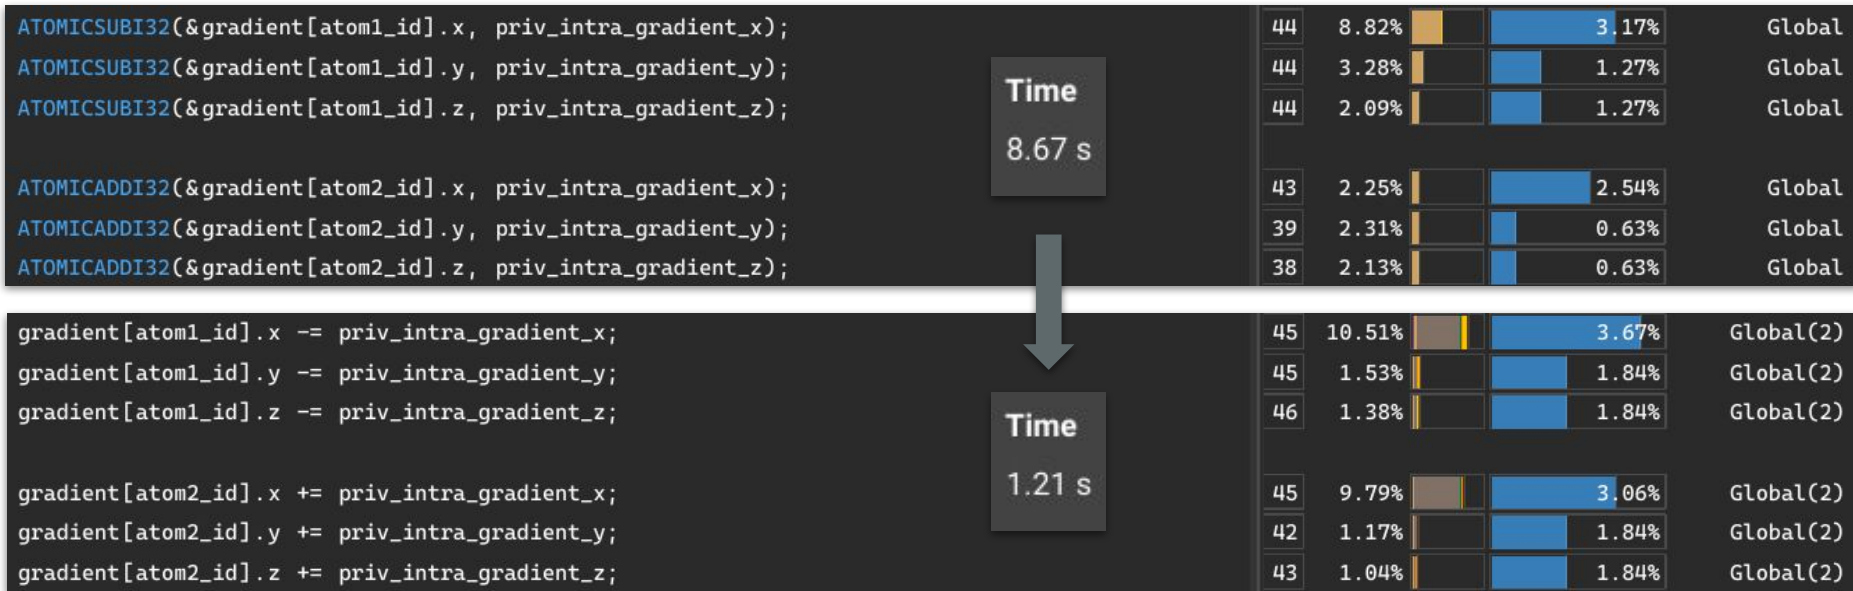 ATOMICSUBI32(&gradient[atom1_id].x, priv_intra_gradient_x); 44 8.82% 3.17% Global
ATOMICSUBI32(&gradient[atom1_id].y, priv_intra_gradient_y); 44 3.28% 1.27% Global
ATOMICSUBI32(&gradient[atom1_id].z, priv_intra_gradient_z); 44 2.09% 1.27% Global
Time
8.67 s
ATOMICADDI32(&gradient[atom2_id].x, priv_intra_gradient_x); 43 2.25% 2.54% Global
ATOMICADDI32(&gradient[atom2_id].y, priv_intra_gradient_y); 39 2.31% 0.63% Global
ATOMICADDI32(&gradient[atom2_id].z, priv_intra_gradient_z); 38 2.13% 0.63% Global
gradient[atom1_id].x -= priv_intra_gradient_x; 45 10.51% 3.67% Global(2)
gradient[atom1_id].y -= priv_intra_gradient_y; 45 1.53% 1.84% Global(2)
gradient[atom1_id].z -= priv_intra_gradient_z; 46 1.38% 1.84% Global(2)
Time
1.21 s
gradient[atom2_id].x += priv_intra_gradient_x; 45 9.79% 3.06% Global(2)
gradient[atom2_id].y += priv_intra_gradient_y; 42 1.17% 1.84% Global(2)
gradient[atom2_id].z += priv_intra_gradient_z; 43 1.04% 1.84% Global(2)